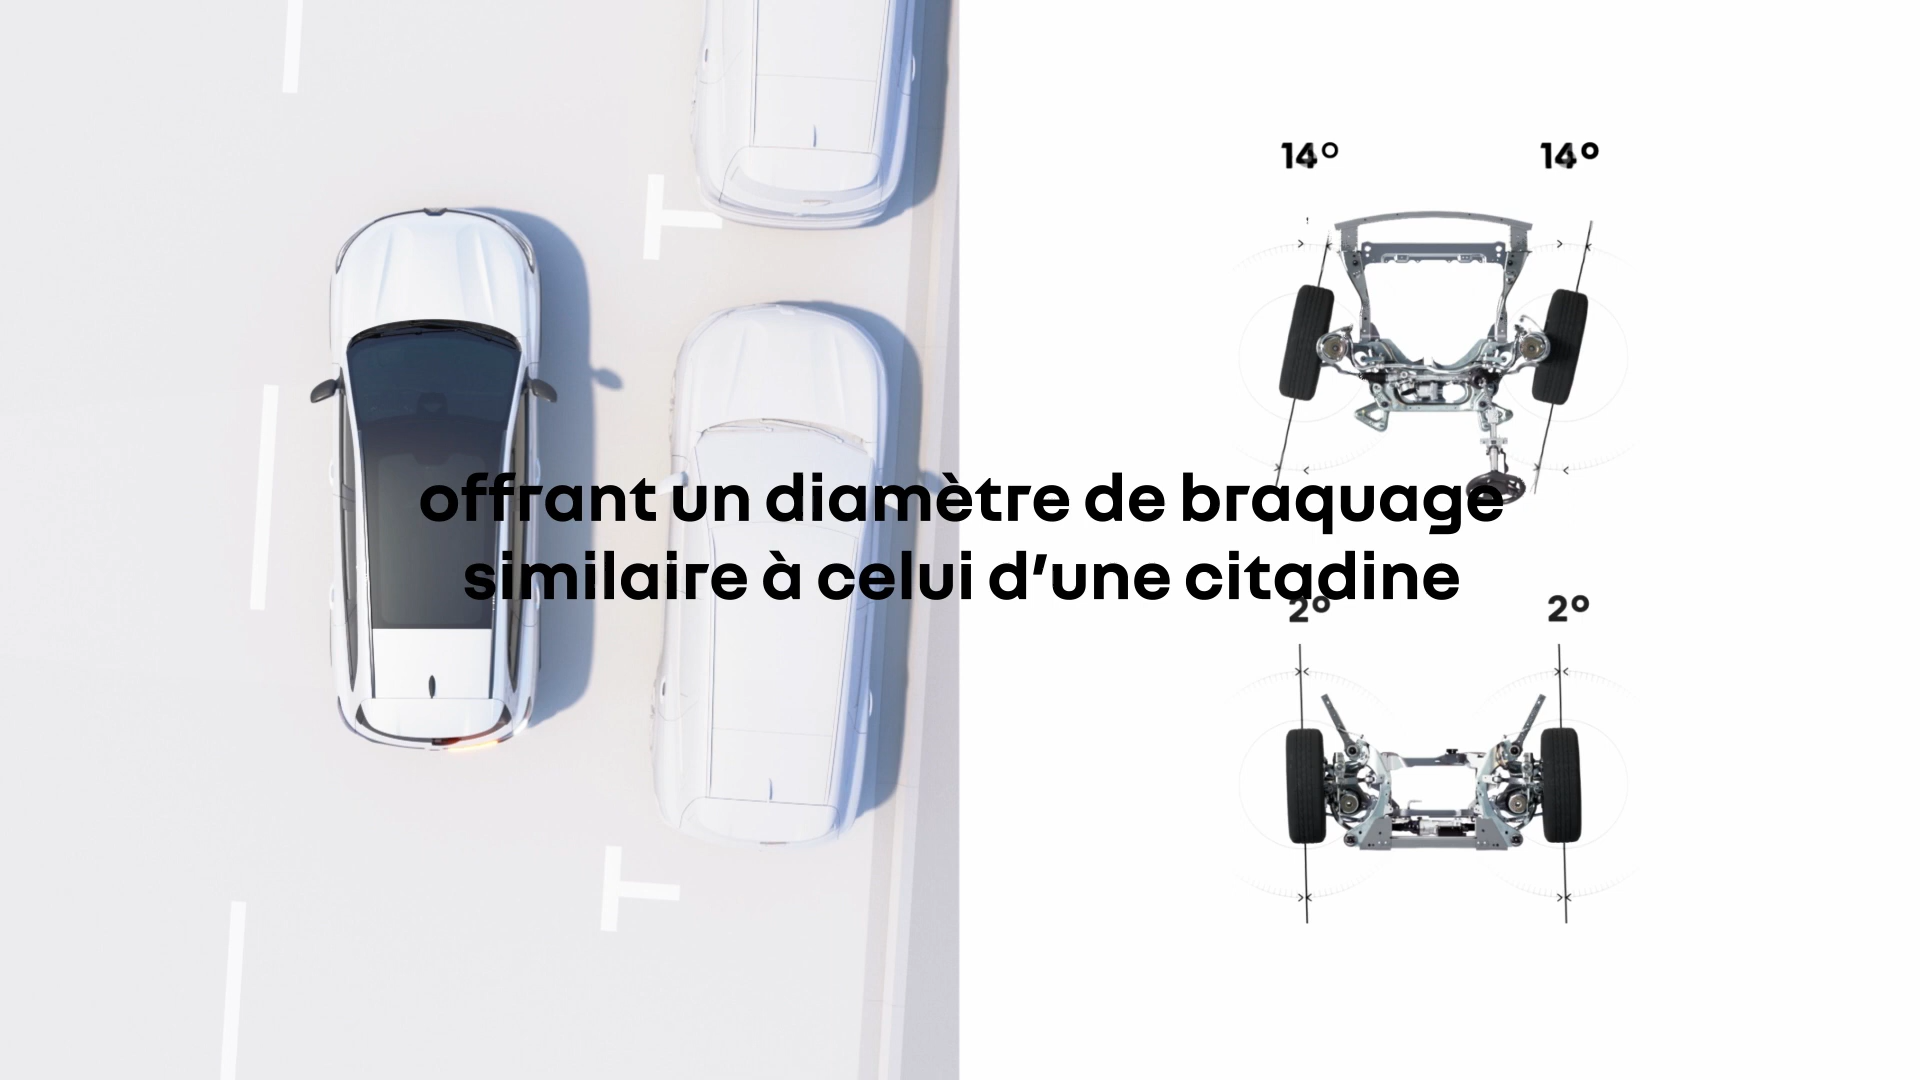 14° 14°
offrant un diamètre de braquage
similaire à celui d’une citadine
2° 2°